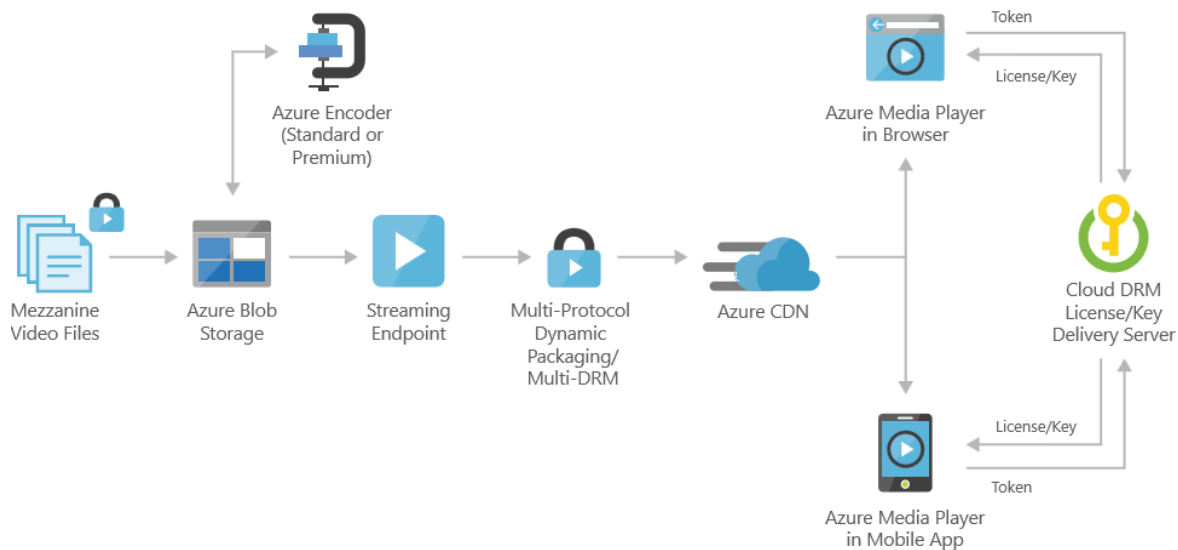 Azure Encoder
(Standard or
Premium)
Mezzanine
Video Files
Azure Blob
Storage
Streaming
Endpoint
Multi-Protocol
Dynamic
Packaging/
Multi-DRM
Azure CDN
Azure Media Player
in Browser
Token
License/Key
Cloud DRM
License/Key
Delivery Server
License/Key
Token
Azure Media Player
in Mobile App